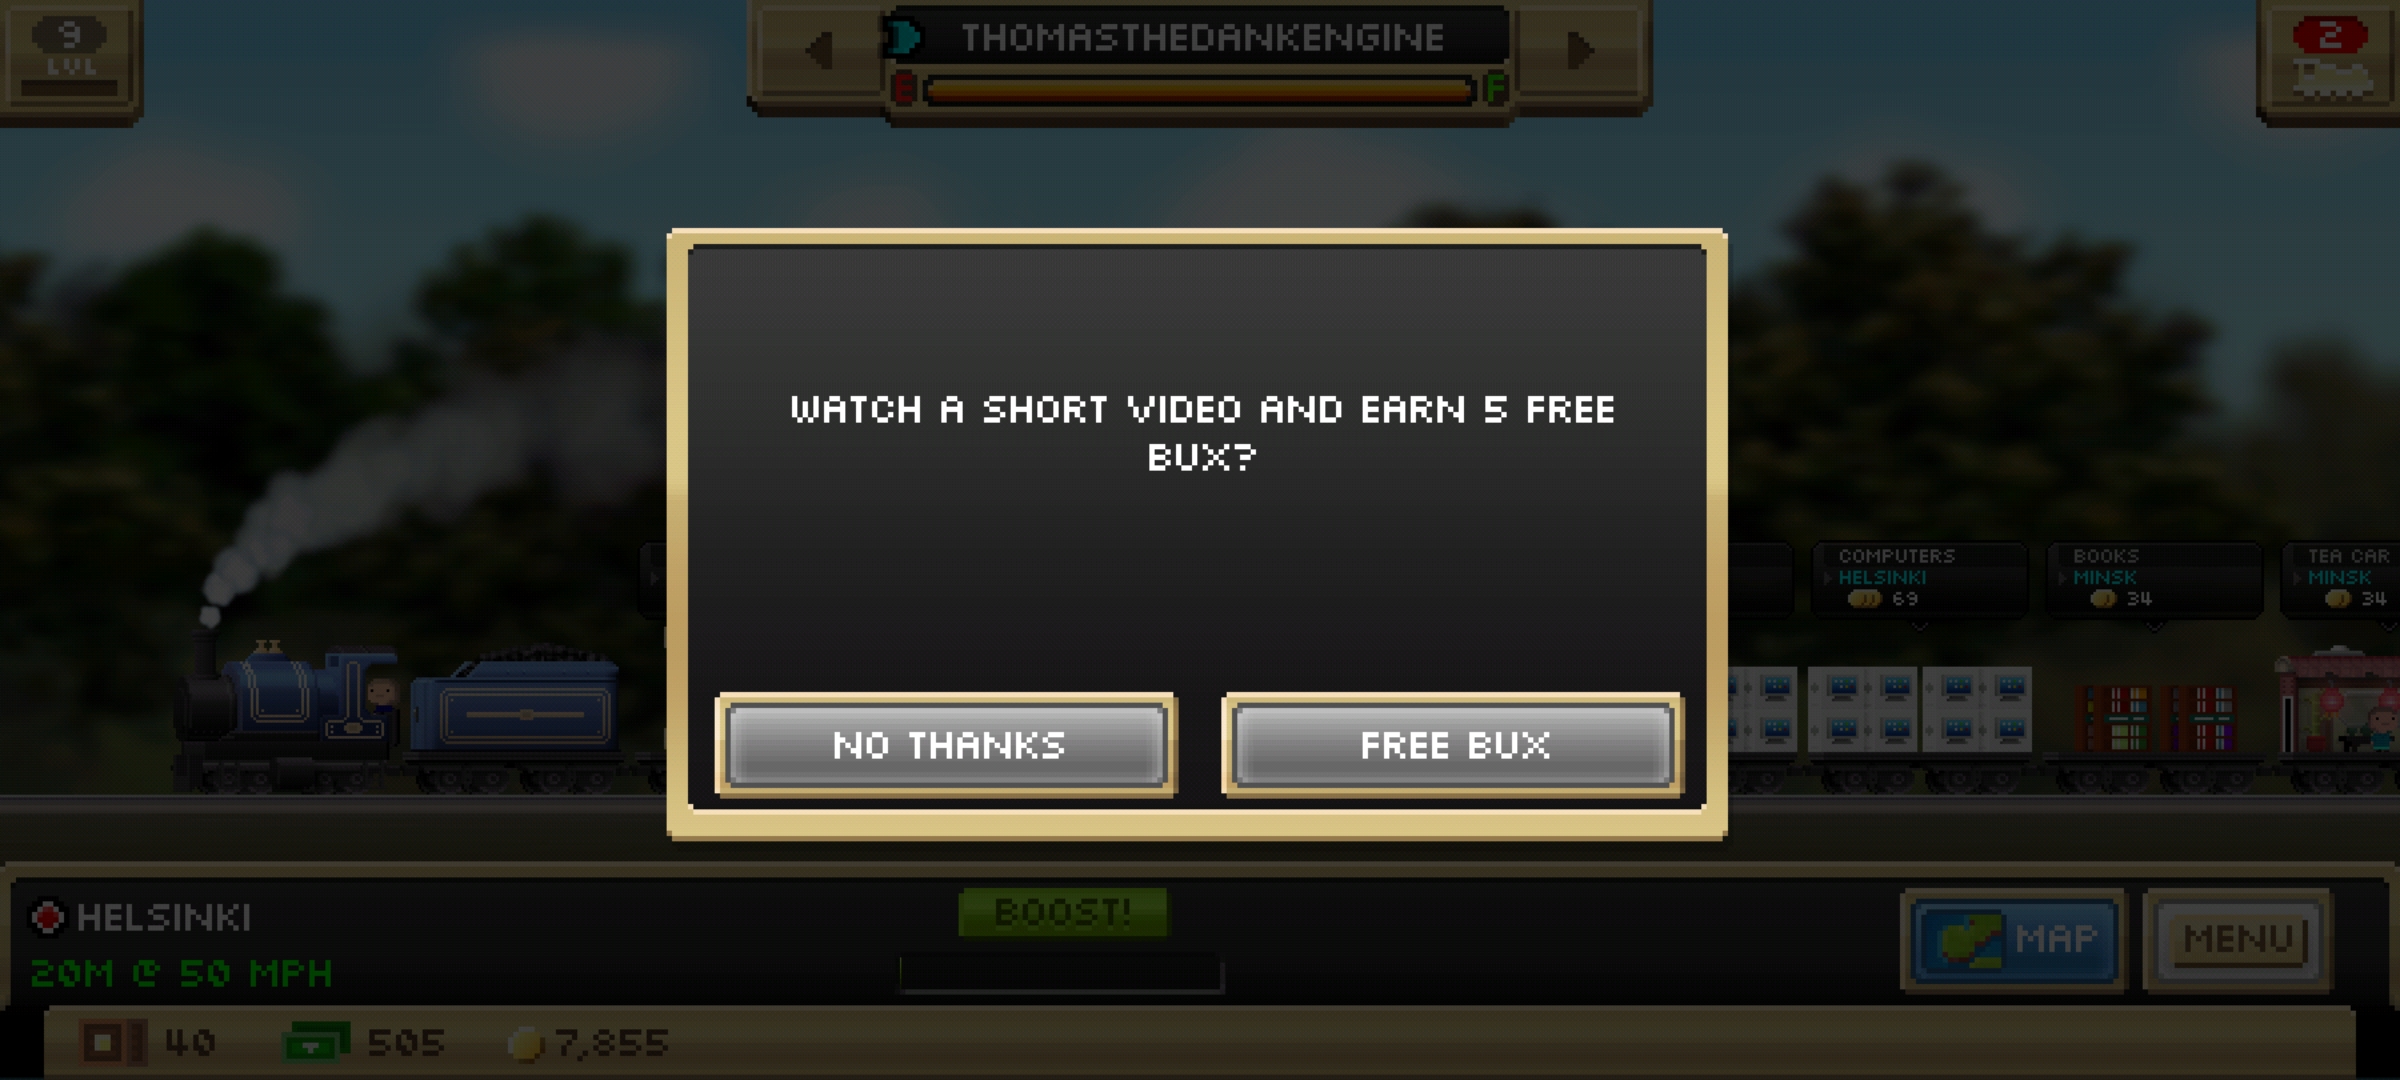 9
LVL
THOMASTHEDANKENGINE
E
F
2
WATCH A SHORT VIDEO AND EARN 5 FREE
BUX?
NO THANKS
FREE BUX
COMPUTERS
HELSINKI
69
BOOKS
MINSK
34
TEA CAR
MINSK
34
HELSINKI
20M @ 50 MPH
BOOST!
MAP
MENU
40
505
7,855